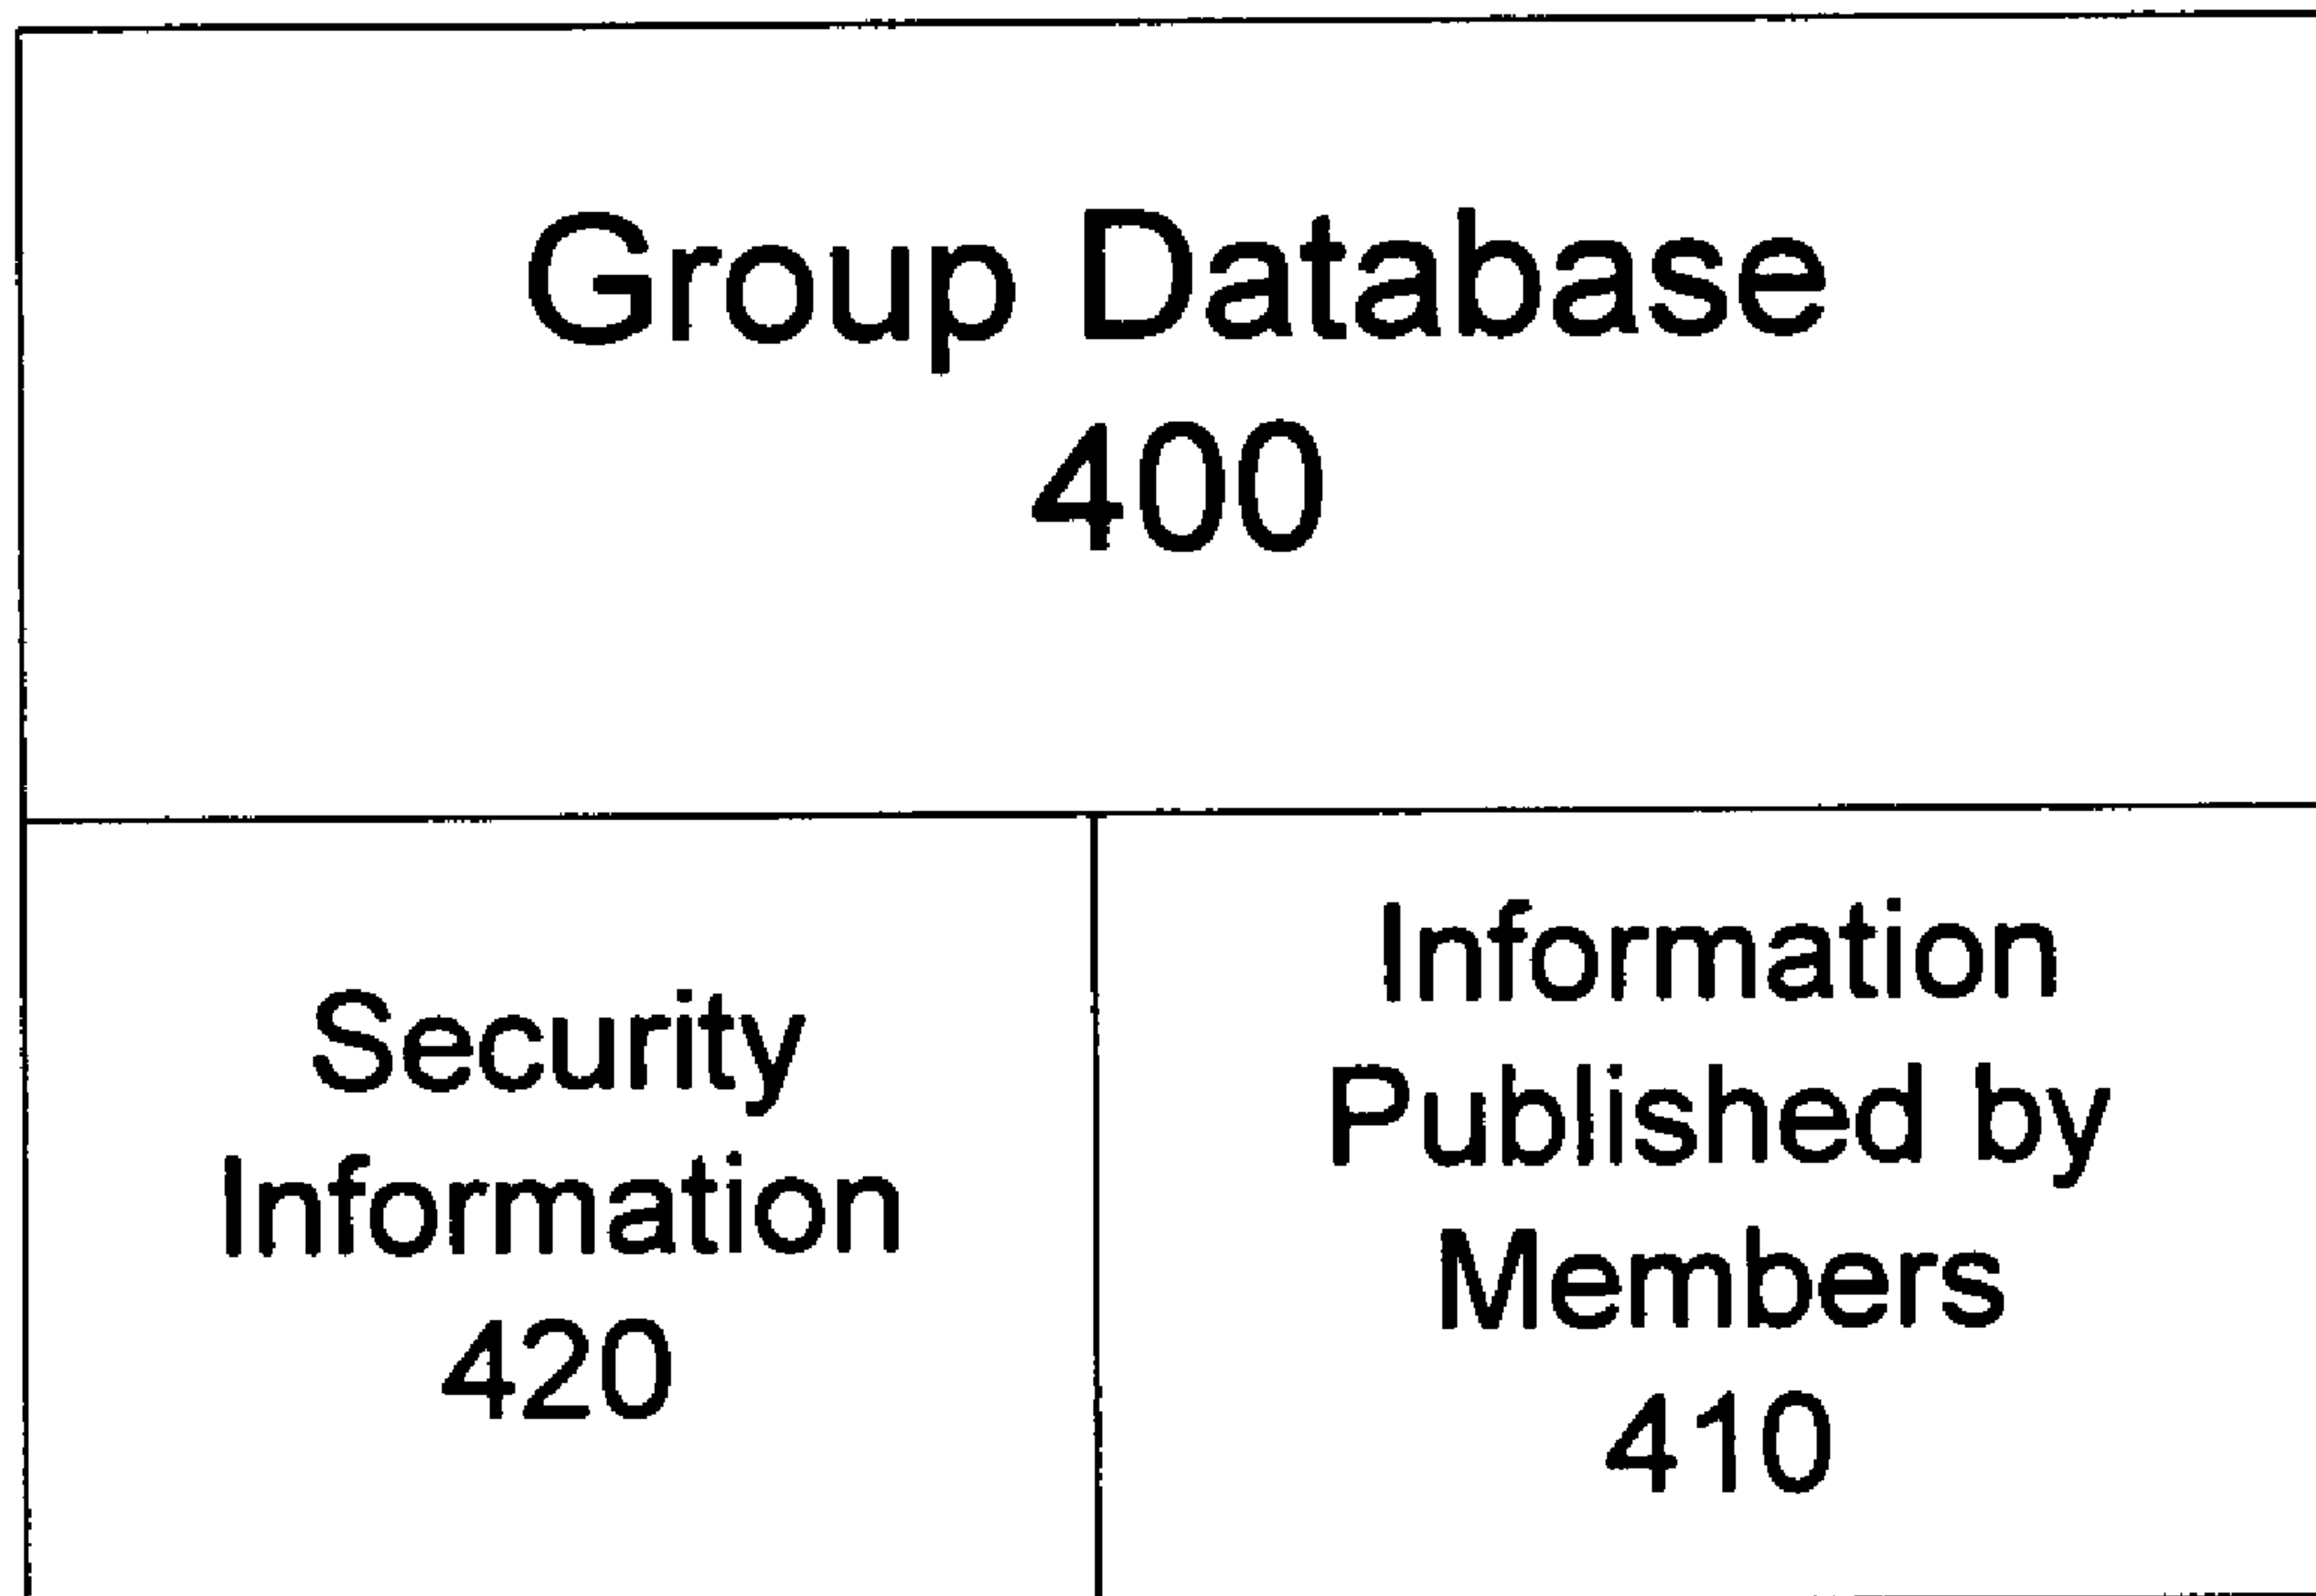 Group Database
400
Security
Information
420
Information
Published by
Members
410